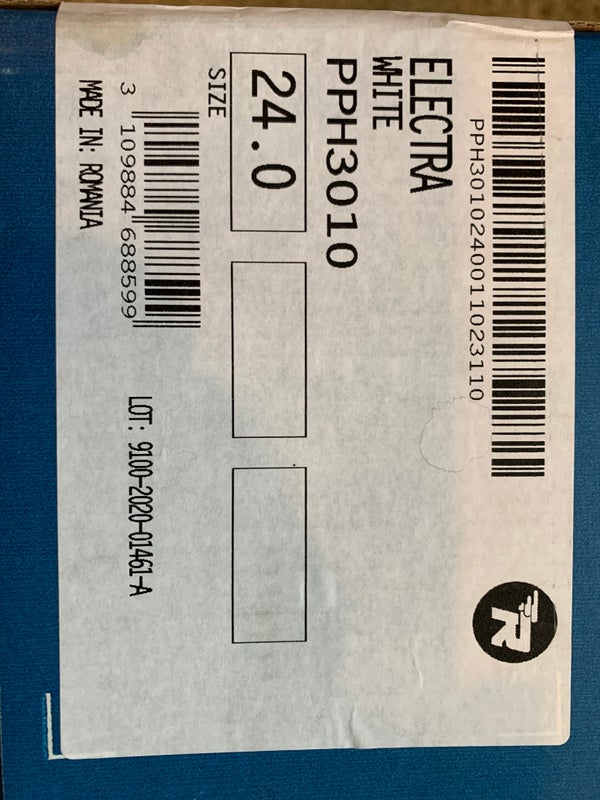 PPH3010240011023110
ELECTRA
WHITE
PPH3010
24.0
SIZE
3 109884 688599
LOT: 9100-2020-01461-A
MADE IN: ROMANIA
R